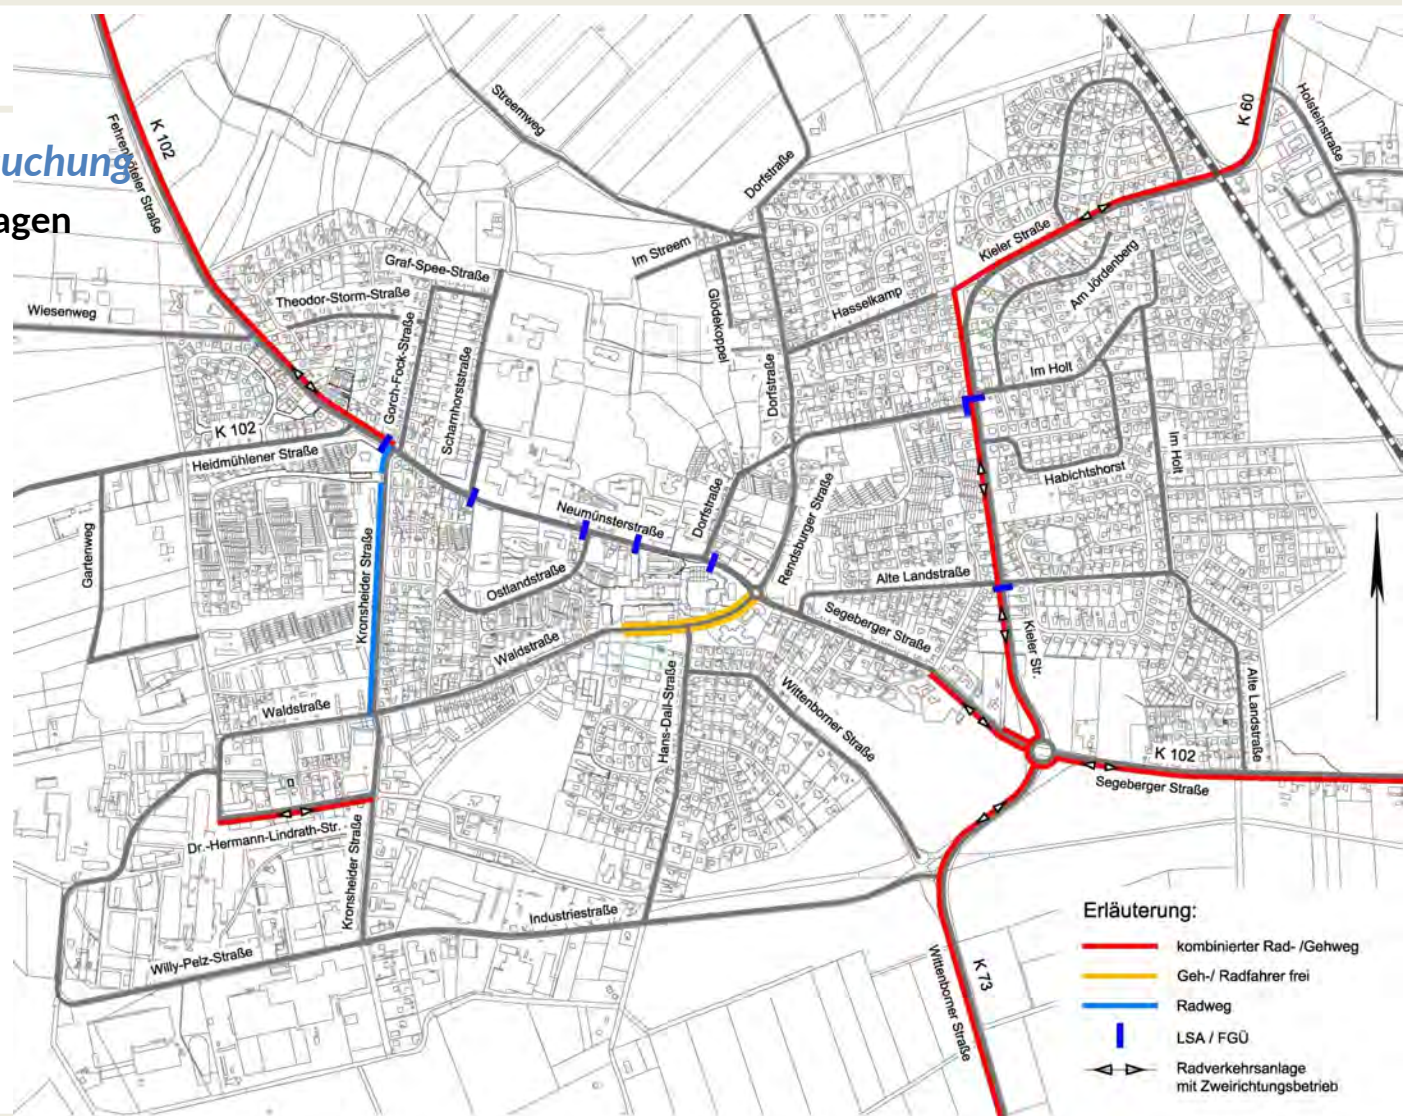 uchung
agen
K 102
Fehrenböteler Straße
Streernweg
Dorfstraße
K 60
Holsteinstraße
Kieler Straße
Am Jördenberg
Im Streem
Graf-Spee-Straße
Theodor-Storm-Straße
Wiesenweg
Glödekoppel
Hasselkamp
Gorch-Fock-Straße
Scharnhorststraße
Dorfstraße
Im Holt
K 102
Heidmühlener Straße
Im Holt
Habichtshorst
Gartenweg
Kronsheider Straße
Neumünsterstraße
Dorfstraße
Rendsburger Straße
Ostlandstraße
Alte Landstraße
Segeberger Straße
Kieler Str.
Waldstraße
Waldstraße
Hans-Dall-Straße
Wittenborner Straße
Alte Landstraße
K 102
Segeberger Straße
Dr.-Hermann-Lindrath-Str.
Kronsheider Straße
Industriestraße
Willy-Pelz-Straße
Wittenborner Straße
K 73
Erläuterung:
kombinierter Rad- /Gehweg
Geh-/ Radfahrer frei
Radweg
LSA / FGÜ
Radverkehrsanlage
mit Zweirichtungsbetrieb